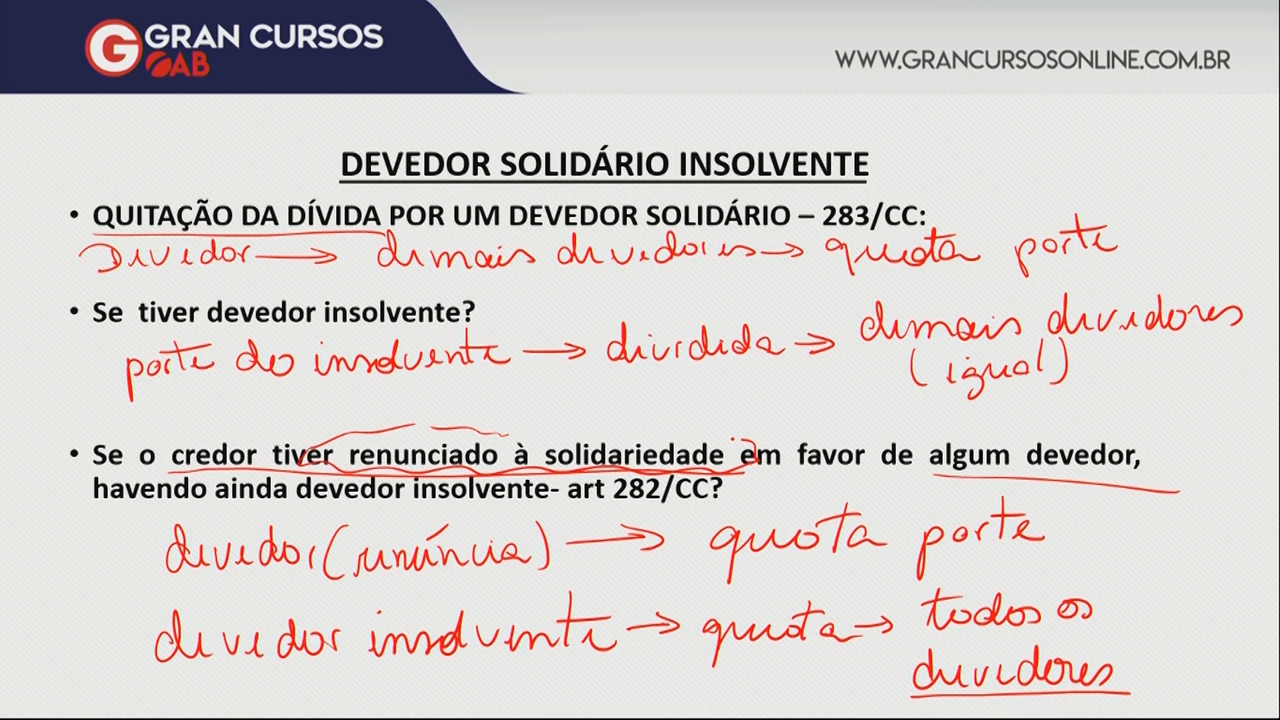 GRAN CURSOS
OAB
WWW.GRANCURSOSONLINE.COM.BR
DEVEDOR SOLIDÁRIO INSOLVENTE
• QUITAÇÃO DA DÍVIDA POR UM DEVEDOR SOLIDÁRIO – 283/CC:
Devedor → demais devedores → quota parte
• Se tiver devedor insolvente?
parte do insolvente → dividida → demais devedores
(igual)
• Se o credor tiver renunciado à solidariedade em favor de algum devedor,
havendo ainda devedor insolvente- art 282/CC?
devedor (renúncia) → quota parte
devedor insolvente → quota → todos os
devedores